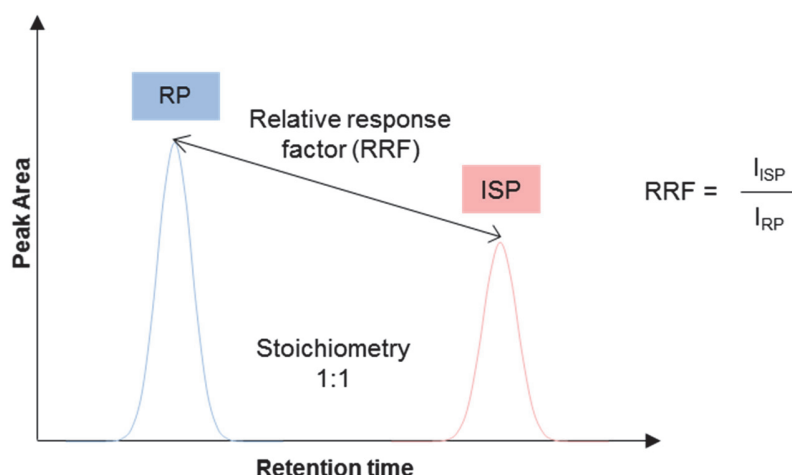 RP
Relative response
factor (RRF)
ISP
RRF = I_ISP / I_RP
Stoichiometry
1:1
Peak Area
Retention time